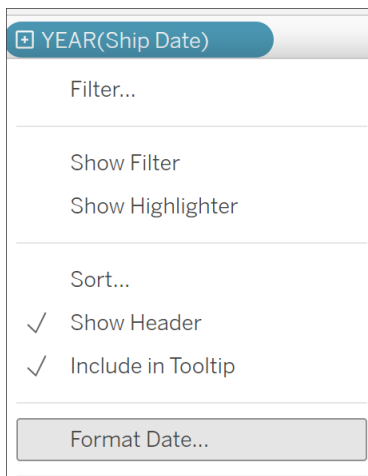 YEAR(Ship Date)
Filter...
Show Filter
Show Highlighter
Sort...
Show Header
Include in Tooltip
Format Date...